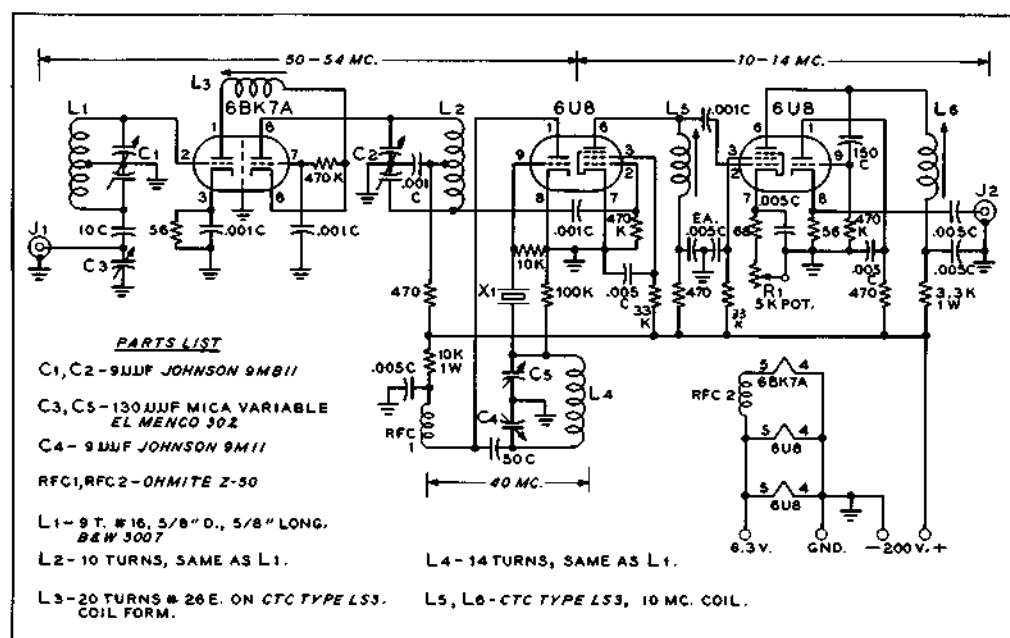 50-54 MC.
10-14 MC.
L3
6BK7A
L1
C1
L2
C2
6U8
L5
.001C
6U8
L6
1
6
2
7
3
8
470K
.001
C
1
6
9
3
2
8
7
6
1
3
2
9
7
8
150
C
J1
10C
56
.001C
.001C
C3
.001C
470
K
10K
EA.
.005C
.005C
68
56
470
K
J2
.005C
.005C
X1
100K
.005
C
33
K
470
33
K
R1
5K POT.
.005
C
470
3.3K
1W
470
10K
1W
.005C
RFC
1
C5
C4
L4
50C
40 MC.
PARTS LIST
C1, C2-9UUF JOHNSON 9MB11
C3, C5-130UUF MICA VARIABLE
EL MENCO 302
C4-9UUF JOHNSON 9M11
RFC1, RFC2-OHMITE Z-50
L1-9 T. #16, 5/8" D., 5/8" LONG.
B&W 3007
L2-10 TURNS, SAME AS L1.
L3-20 TURNS # 26 E. ON CTC TYPE LS3.
COIL FORM.
L4-14 TURNS, SAME AS L1.
L5, L6-CTC TYPE LS3, 10 MC. COIL.
RFC 2
5 4
6BK7A
5 4
6U8
5 4
6U8
6.3 V.
GND.
-200V.+